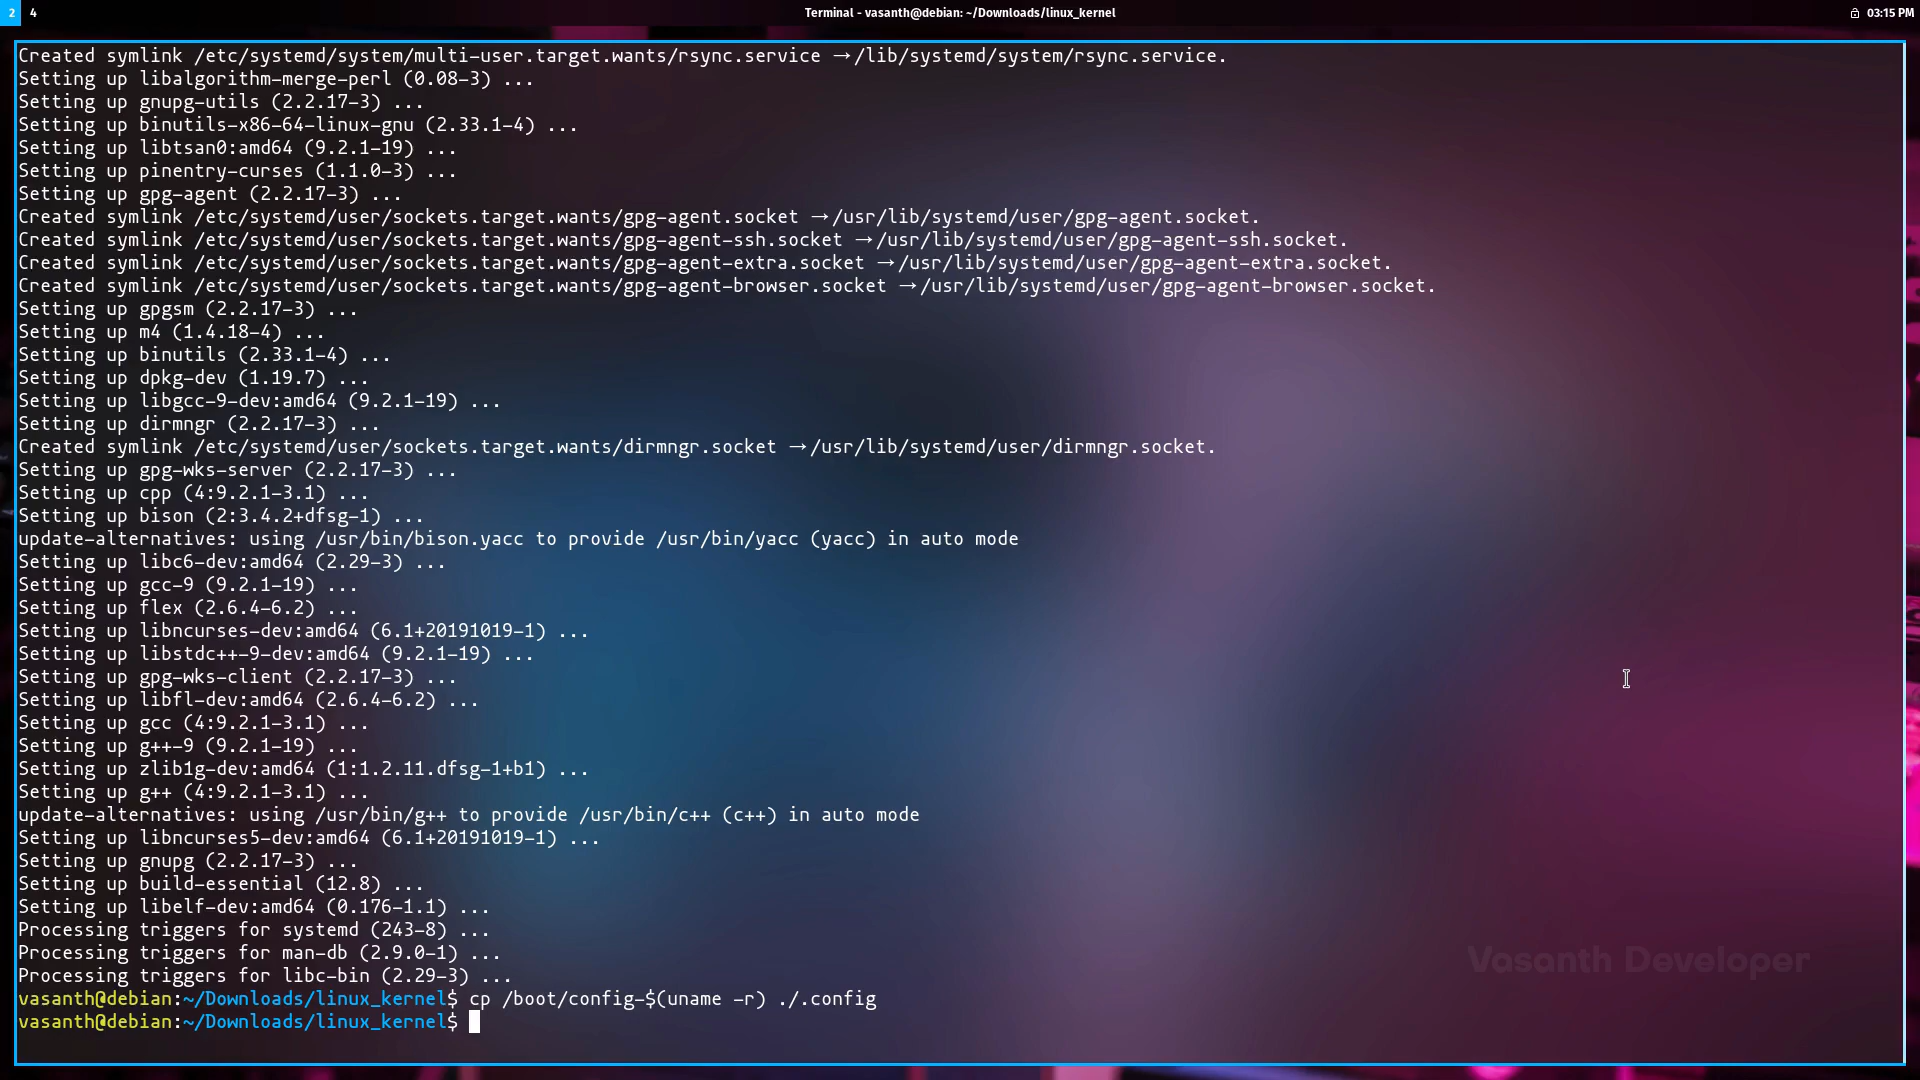 2 4 Terminal - vasanth@debian: ~/Downloads/linux_kernel 03:15 PM
Created symlink /etc/systemd/system/multi-user.target.wants/rsync.service → /lib/systemd/system/rsync.service.
Setting up libalgorithm-merge-perl (0.08-3) ...
Setting up gnupg-utils (2.2.17-3) ...
Setting up binutils-x86-64-linux-gnu (2.33.1-4) ...
Setting up libtsan0:amd64 (9.2.1-19) ...
Setting up pinentry-curses (1.1.0-3) ...
Setting up gpg-agent (2.2.17-3) ...
Created symlink /etc/systemd/user/sockets.target.wants/gpg-agent.socket → /usr/lib/systemd/user/gpg-agent.socket.
Created symlink /etc/systemd/user/sockets.target.wants/gpg-agent-ssh.socket → /usr/lib/systemd/user/gpg-agent-ssh.socket.
Created symlink /etc/systemd/user/sockets.target.wants/gpg-agent-extra.socket → /usr/lib/systemd/user/gpg-agent-extra.socket.
Created symlink /etc/systemd/user/sockets.target.wants/gpg-agent-browser.socket → /usr/lib/systemd/user/gpg-agent-browser.socket.
Setting up gpgsm (2.2.17-3) ...
Setting up m4 (1.4.18-4) ...
Setting up binutils (2.33.1-4) ...
Setting up dpkg-dev (1.19.7) ...
Setting up libgcc-9-dev:amd64 (9.2.1-19) ...
Setting up dirmngr (2.2.17-3) ...
Created symlink /etc/systemd/user/sockets.target.wants/dirmngr.socket → /usr/lib/systemd/user/dirmngr.socket.
Setting up gpg-wks-server (2.2.17-3) ...
Setting up cpp (4:9.2.1-3.1) ...
Setting up bison (2:3.4.2+dfsg-1) ...
update-alternatives: using /usr/bin/bison.yacc to provide /usr/bin/yacc (yacc) in auto mode
Setting up libc6-dev:amd64 (2.29-3) ...
Setting up gcc-9 (9.2.1-19) ...
Setting up flex (2.6.4-6.2) ...
Setting up libncurses-dev:amd64 (6.1+20191019-1) ...
Setting up libstdc++-9-dev:amd64 (9.2.1-19) ...
Setting up gpg-wks-client (2.2.17-3) ...
Setting up libfl-dev:amd64 (2.6.4-6.2) ...
Setting up gcc (4:9.2.1-3.1) ...
Setting up g++-9 (9.2.1-19) ...
Setting up zlib1g-dev:amd64 (1:1.2.11.dfsg-1+b1) ...
Setting up g++ (4:9.2.1-3.1) ...
update-alternatives: using /usr/bin/g++ to provide /usr/bin/c++ (c++) in auto mode
Setting up libncurses5-dev:amd64 (6.1+20191019-1) ...
Setting up gnupg (2.2.17-3) ...
Setting up build-essential (12.8) ...
Setting up libelf-dev:amd64 (0.176-1.1) ...
Processing triggers for systemd (243-8) ...
Processing triggers for man-db (2.9.0-1) ...
Vasanth Developer
Processing triggers for libc-bin (2.29-3) ...
vasanth@debian:~/Downloads/linux_kernel$ cp /boot/config-$(uname -r) ./.config
vasanth@debian:~/Downloads/linux_kernel$